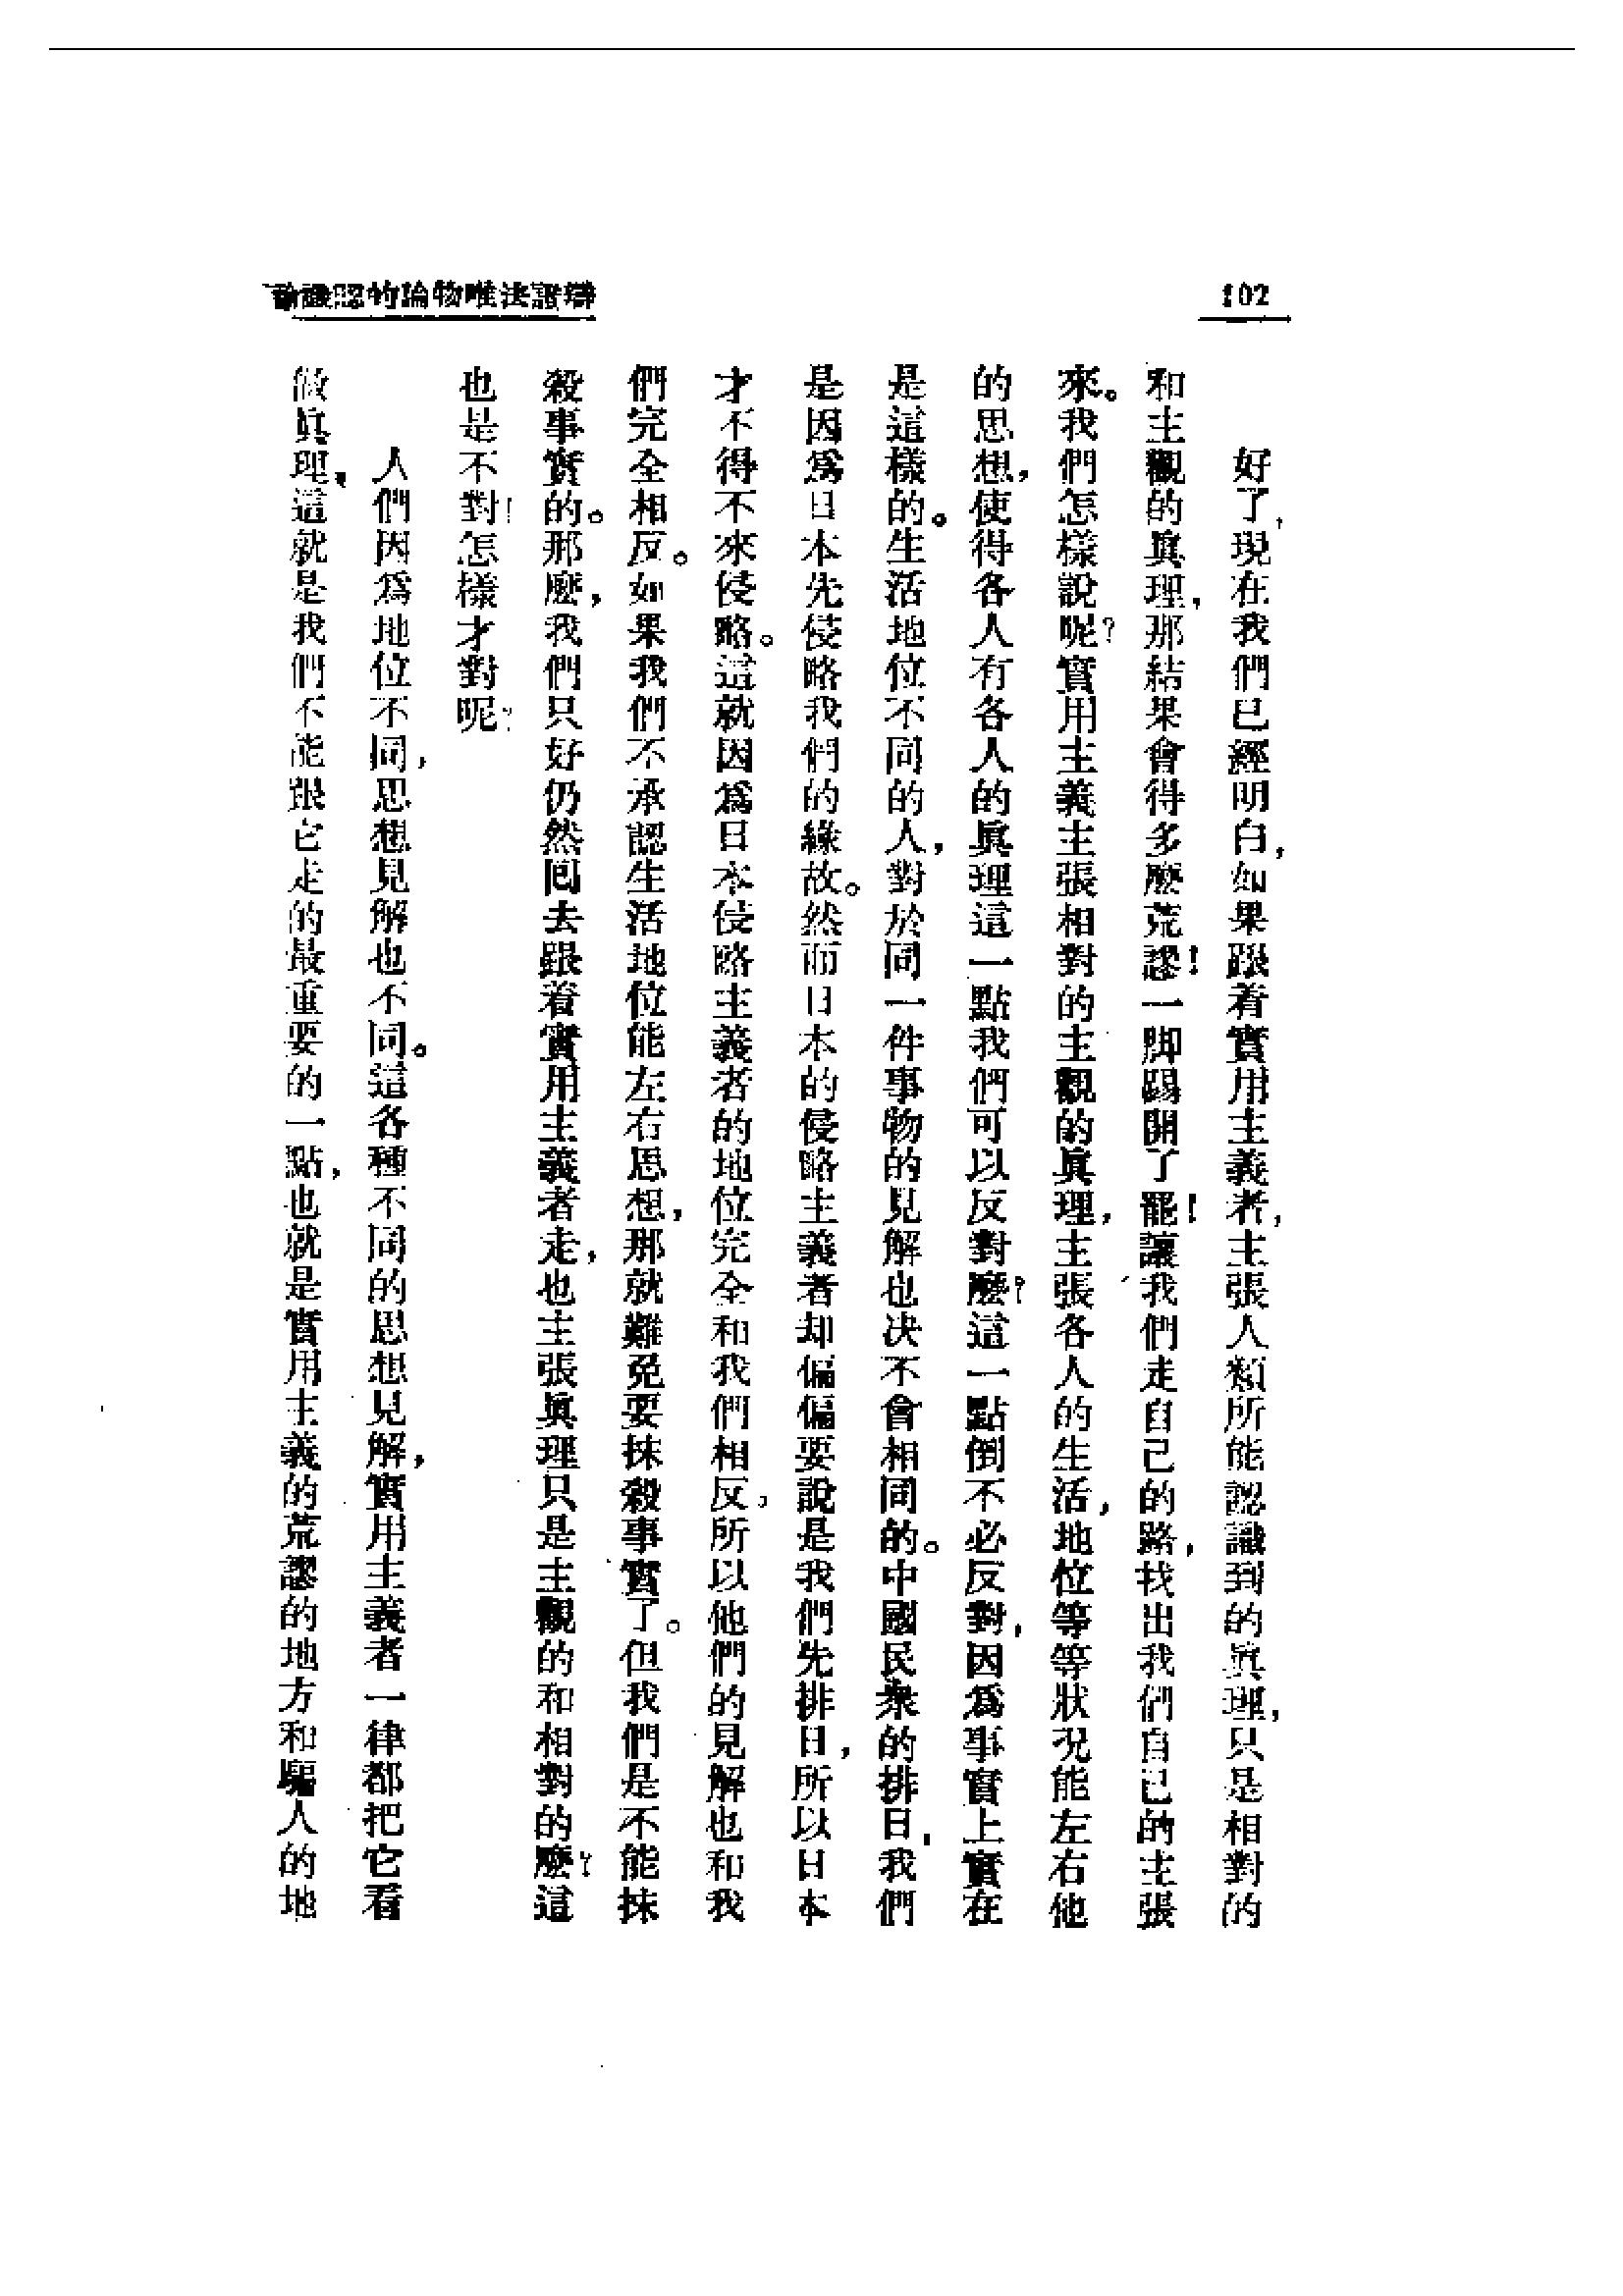 102
辯證法唯物論的認識論
好了，現在我們已經明白，如果跟着實用主義者，主張人類所能認識到的眞理，只是相對的
和主觀的眞理，那結果會得多麽荒謬！一脚踢開了罷！讓我們走自己的路，找出我們自己的主張
來。我們怎樣說呢？實用主義主張相對的主觀的眞理，主張各人的生活，地位等等狀况能左右他
的思想，使得各人有各人的眞理這一點我們可以反對麽？這一點倒不必反對，因爲事實上實在
是這樣的。生活地位不同的人，對於同一件事物的見解也决不會相同的。中國民衆的排日，我們
是因爲日本先侵略我們的緣故。然而日本的侵略主義者却偏偏要說是我們先排日，所以日本
才不得不來侵略。這就因爲日本侵略主義者的地位完全和我們相反，所以他們的見解也和我
們完全相反。如果我們不承認生活地位能左右思想，那就難免要抹殺事實了。但我們是不能抹
殺事實的。那麽，我們只好仍然回去跟着實用主義者走，也主張眞理只是主觀的和相對的麽？這
也是不對！怎樣才對呢？
人們因爲地位不同，思想見解也不同。這各種不同的思想見解，實用主義者一律都把它看
做眞理，這就是我們不能跟它走的最重要的一點，也就是實用主義的荒謬的地方和騙人的地